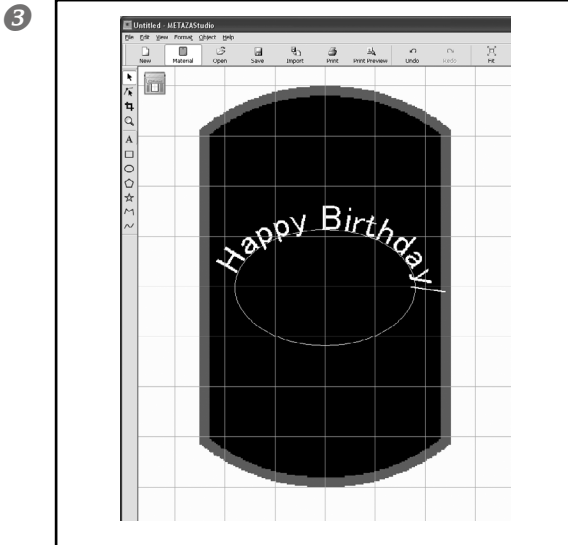 3
Untitled - METAZAStudio
File Edit View Format Object Help
New Material Open Save Import Print Print Preview Undo Redo Fit
A
Happy Birthday